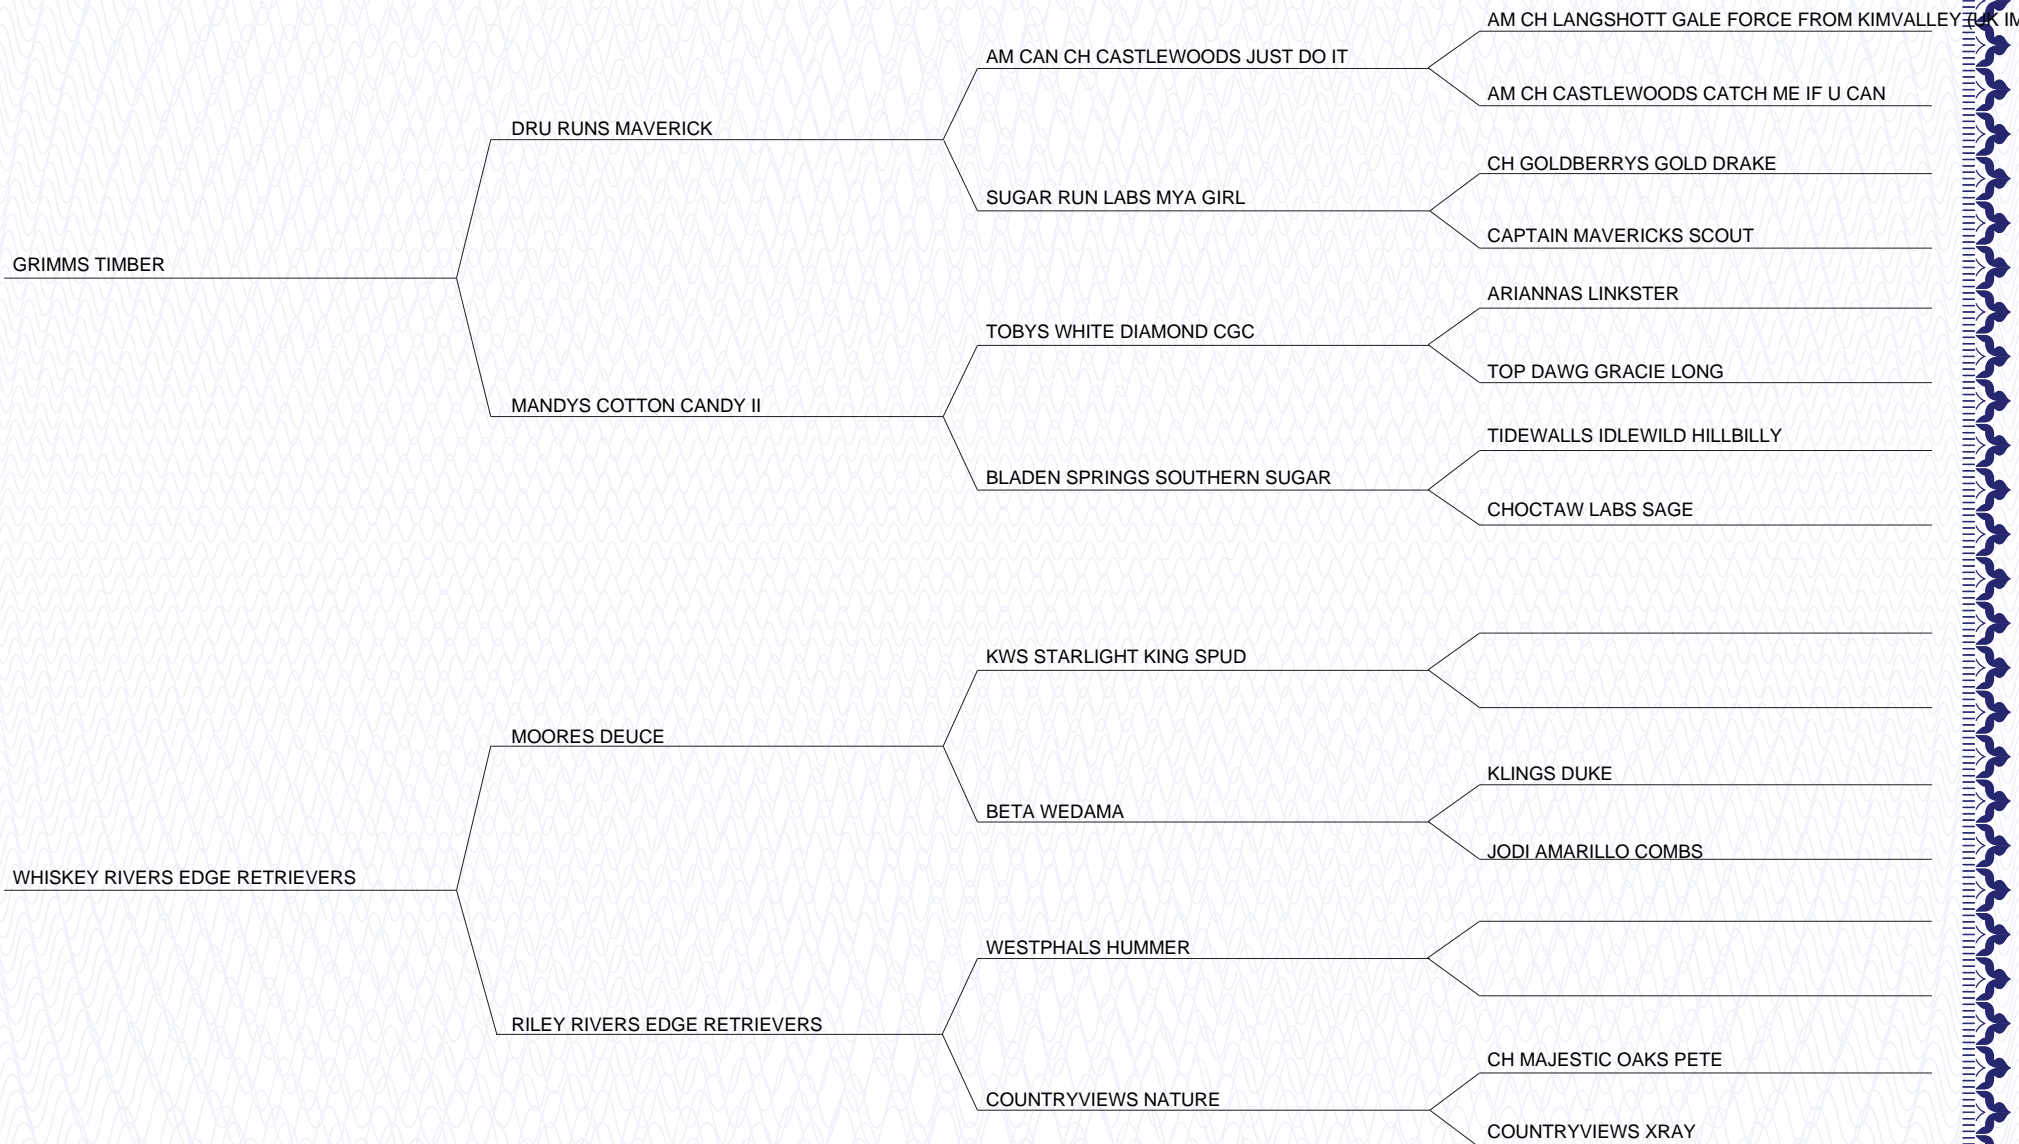 AM CH LANGSHOTT GALE FORCE FROM KIMVALLEY (UK IM
AM CAN CH CASTLEWOODS JUST DO IT
AM CH CASTLEWOODS CATCH ME IF U CAN
DRU RUNS MAVERICK
CH GOLDBERRYS GOLD DRAKE
SUGAR RUN LABS MYA GIRL
CAPTAIN MAVERICKS SCOUT
GRIMMS TIMBER
ARIANNAS LINKSTER
TOBYS WHITE DIAMOND CGC
TOP DAWG GRACIE LONG
MANDYS COTTON CANDY II
TIDEWALLS IDLEWILD HILLBILLY
BLADEN SPRINGS SOUTHERN SUGAR
CHOCTAW LABS SAGE
KWS STARLIGHT KING SPUD
MOORES DEUCE
KLINGS DUKE
BETA WEDAMA
JODI AMARILLO COMBS
WHISKEY RIVERS EDGE RETRIEVERS
WESTPHALS HUMMER
RILEY RIVERS EDGE RETRIEVERS
CH MAJESTIC OAKS PETE
COUNTRYVIEWS NATURE
COUNTRYVIEWS XRAY